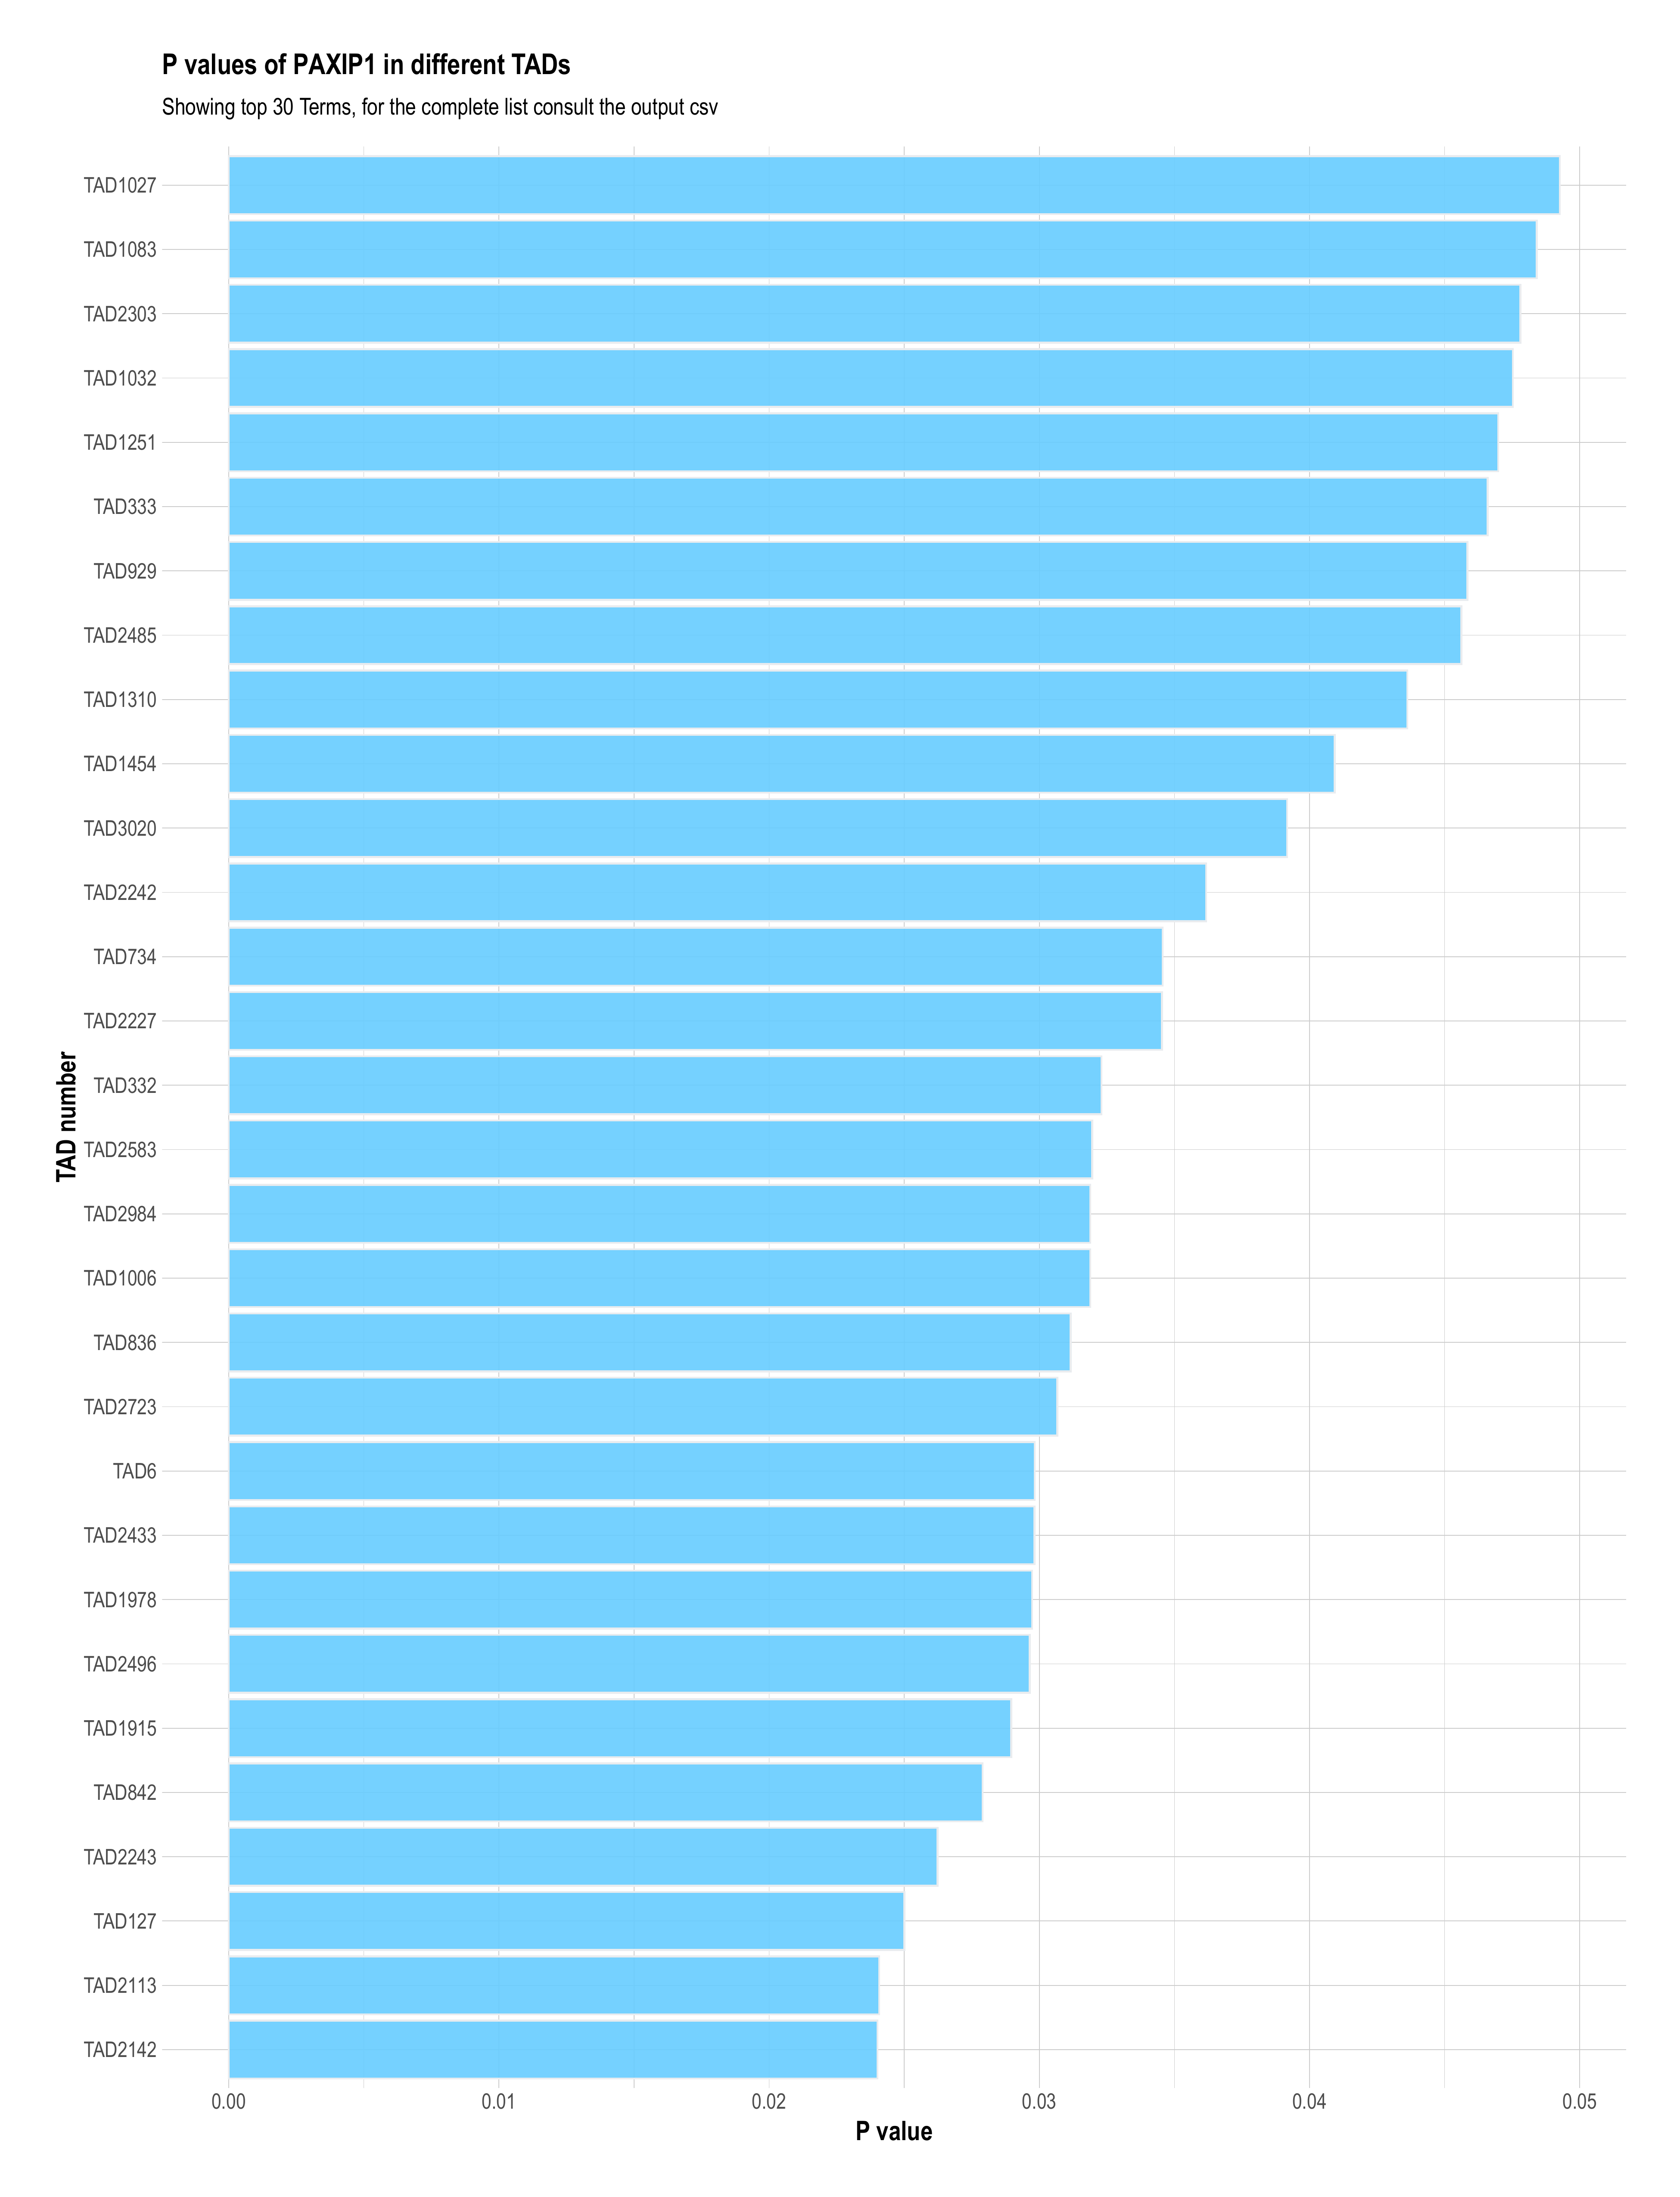 P values of PAXIP1 in different TADs
Showing top 30 Terms, for the complete list consult the output csv
TAD1027
TAD1083
TAD2303
TAD1032
TAD1251
TAD333
TAD929
TAD2485
TAD1310
TAD1454
TAD3020
TAD2242
TAD734
TAD2227
TAD332
TAD2583
TAD2984
TAD1006
TAD836
TAD2723
TAD6
TAD2433
TAD1978
TAD2496
TAD1915
TAD842
TAD2243
TAD127
TAD2113
TAD2142
TAD number
0.00 0.01 0.02 0.03 0.04 0.05
P value